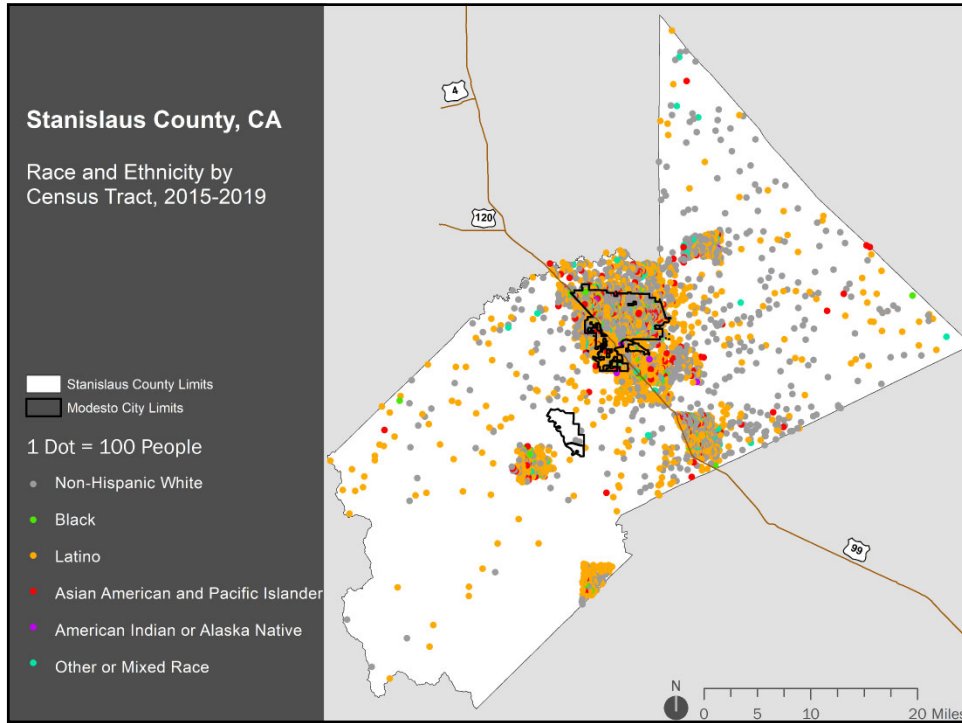 Stanislaus County, CA
Race and Ethnicity by
Census Tract, 2015-2019
Stanislaus County Limits
Modesto City Limits
1 Dot = 100 People
Non-Hispanic White
Black
Latino
Asian American and Pacific Islander
American Indian or Alaska Native
Other or Mixed Race
4
120
99
N
0 5 10 20 Miles